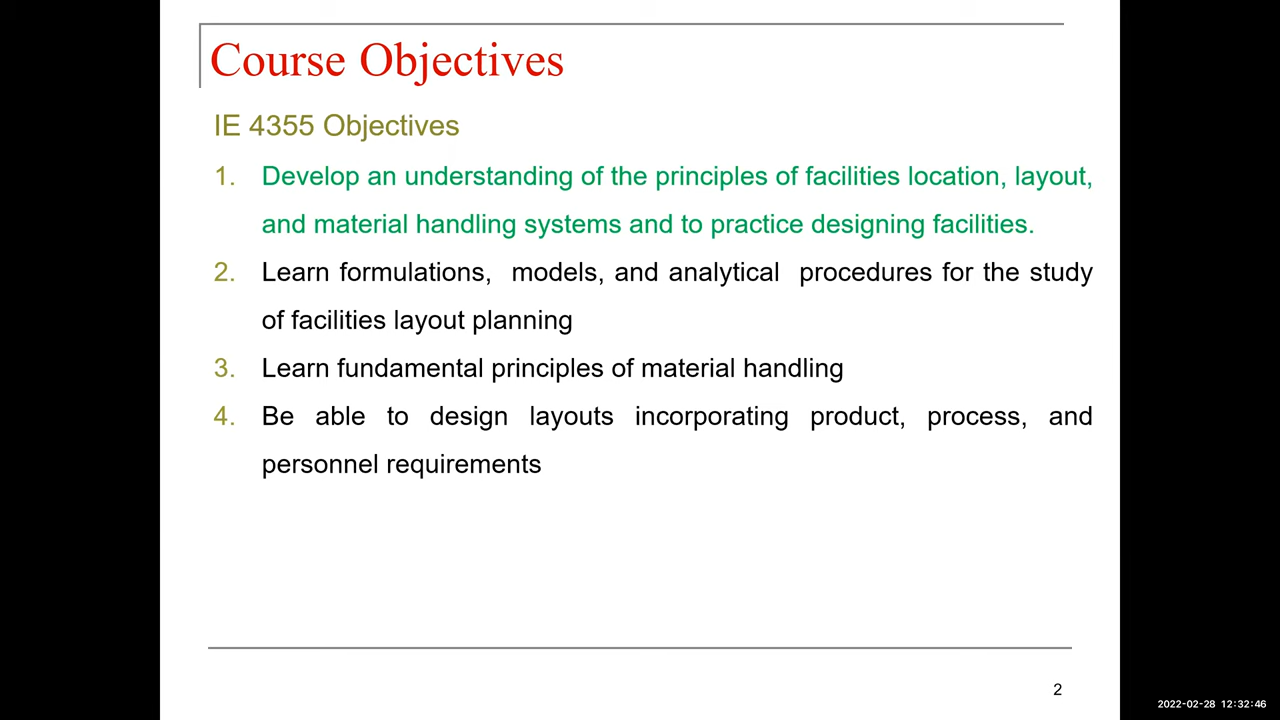 Course Objectives
IE 4355 Objectives
1. Develop an understanding of the principles of facilities location, layout,
and material handling systems and to practice designing facilities.
2. Learn formulations, models, and analytical procedures for the study
of facilities layout planning
3. Learn fundamental principles of material handling
4. Be able to design layouts incorporating product, process, and
personnel requirements
2
2022-02-28 12:32:46